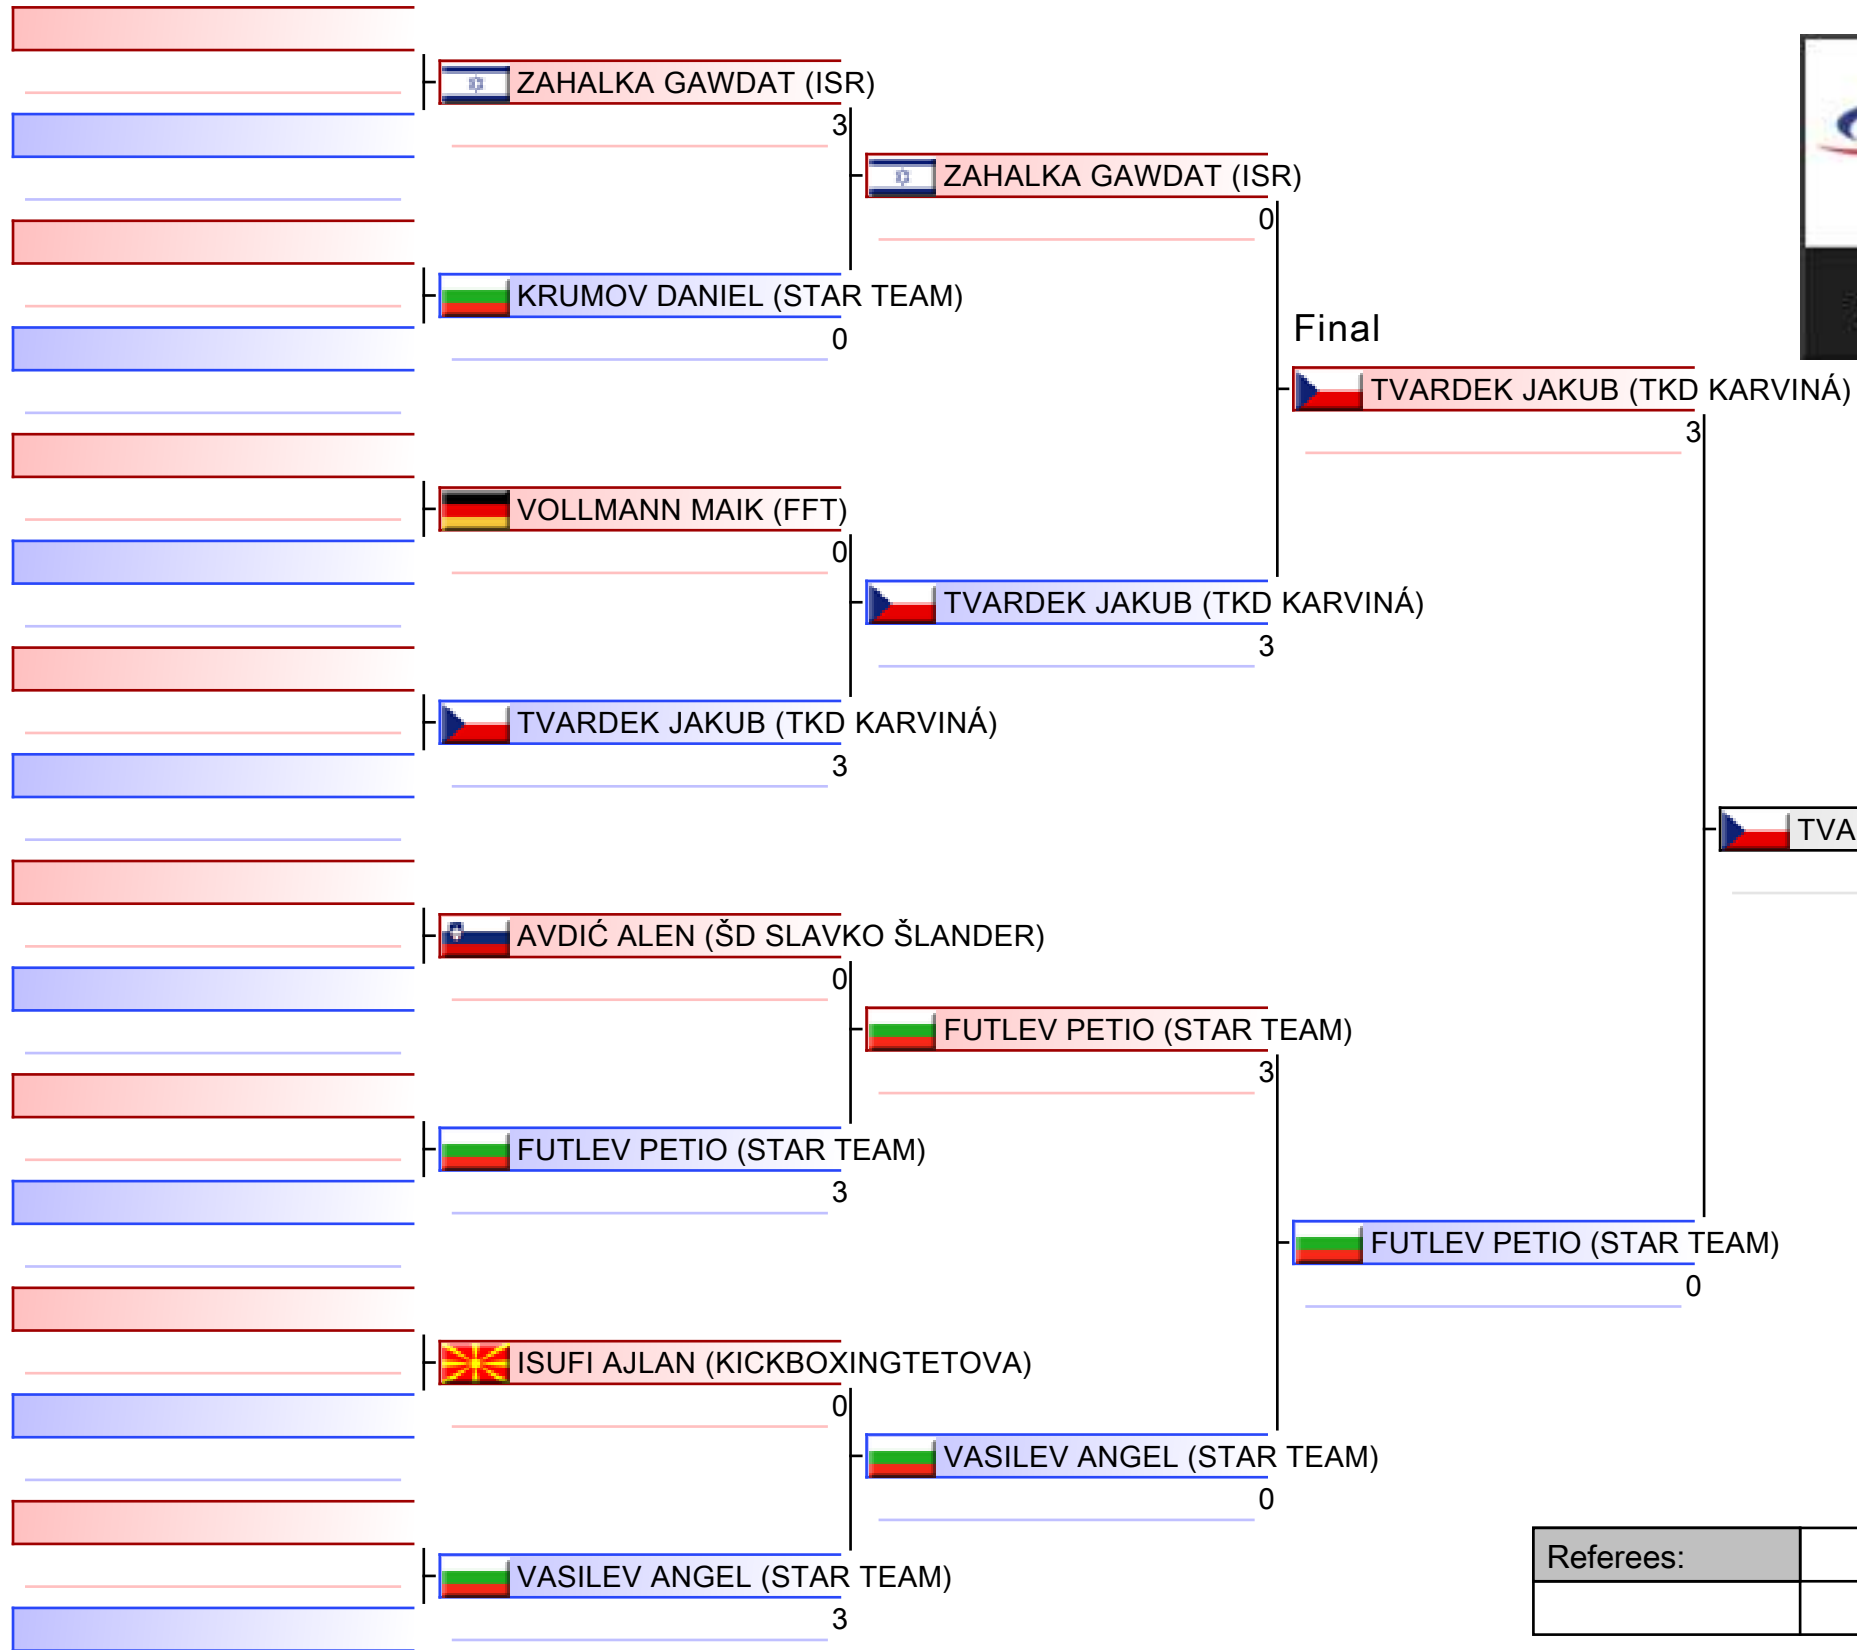 ZAHALKA GAWDAT (ISR)
3
ZAHALKA GAWDAT (ISR)
0
KRUMOV DANIEL (STAR TEAM)
0
Final
TVARDEK JAKUB (TKD KARVINÁ)
3
VOLLMANN MAIK (FFT)
0
TVARDEK JAKUB (TKD KARVINÁ)
3
TVARDEK JAKUB (TKD KARVINÁ)
3
TVA
AVDIĆ ALEN (ŠD SLAVKO ŠLANDER)
0
FUTLEV PETIO (STAR TEAM)
3
FUTLEV PETIO (STAR TEAM)
3
FUTLEV PETIO (STAR TEAM)
0
ISUFI AJLAN (KICKBOXINGTETOVA)
0
VASILEV ANGEL (STAR TEAM)
0
Referees:
VASILEV ANGEL (STAR TEAM)
3